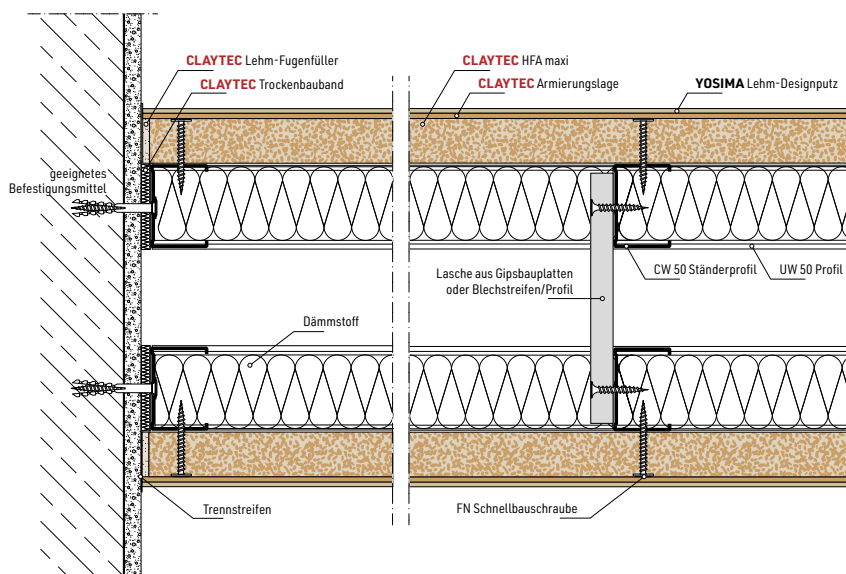 CLAYTEC Lehm-Fugenfüller
CLAYTEC HFA maxi
CLAYTEC Trockenbauband
CLAYTEC Armierungslage
YOSIMA Lehm-Designputz
geeignetes
Befestigungsmittel
Lasche aus Gipsbauplatten
oder Blechstreifen/Profil
CW 50 Ständerprofil
UW 50 Profil
Dämmstoff
Trennstreifen
FN Schnellbauschraube